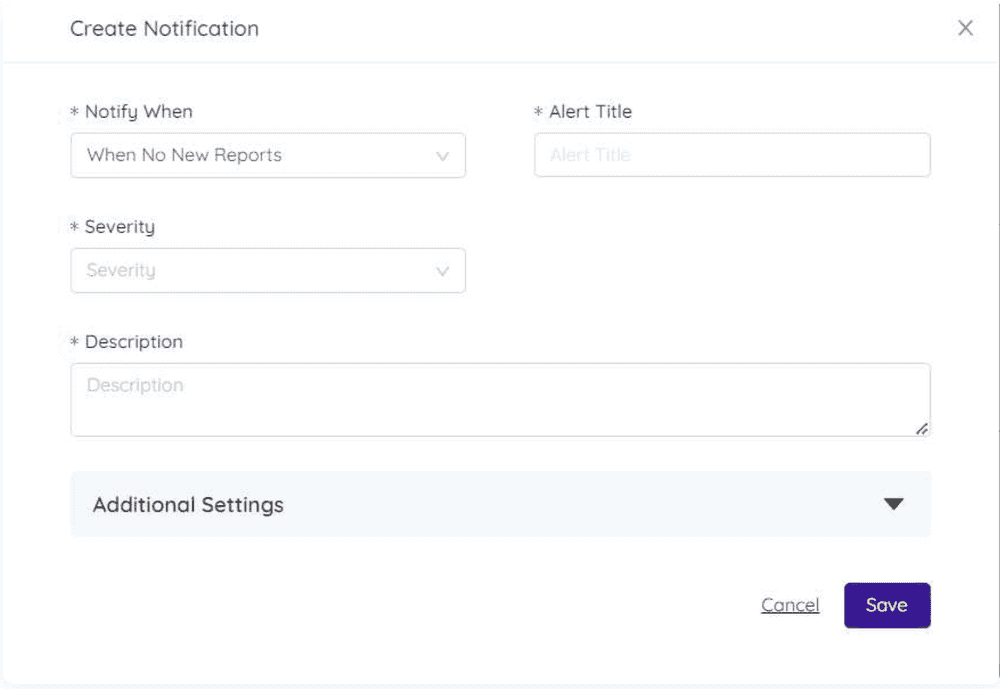 Create Notification
* Notify When
* Alert Title
When No New Reports
Alert Title
* Severity
Severity
* Description
Description
Additional Settings
Cancel
Save